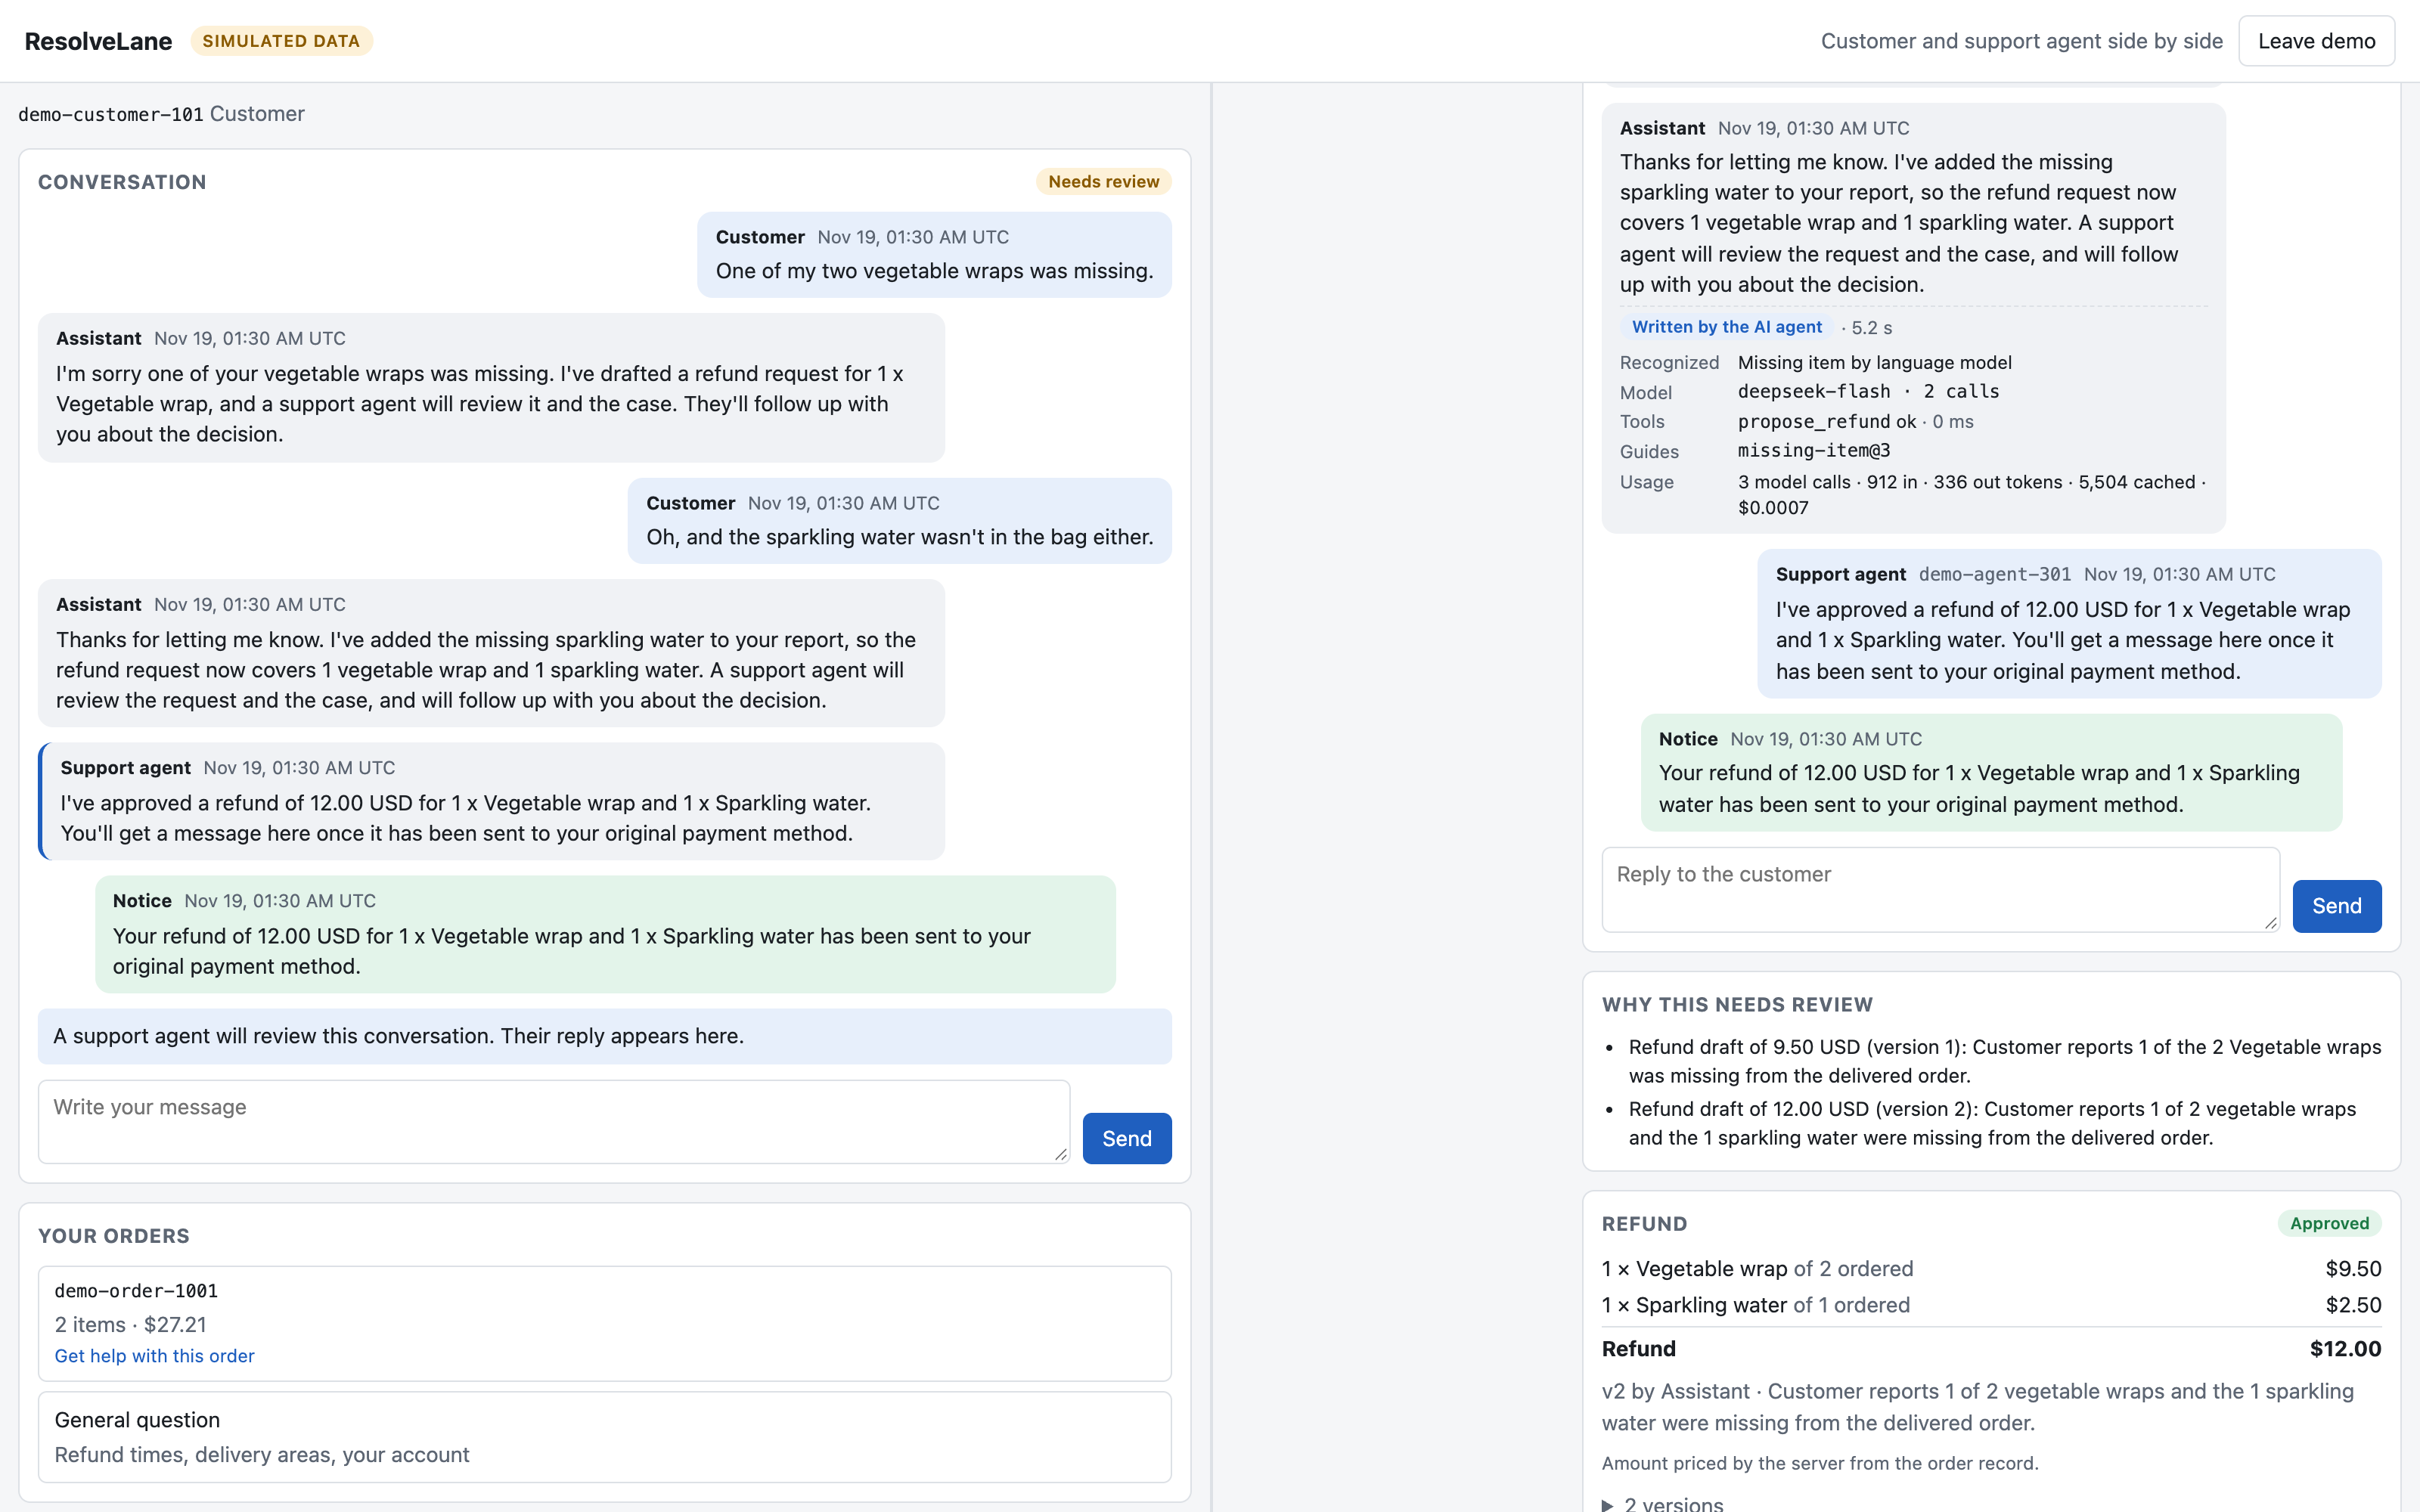 ResolveLane SIMULATED DATA
Customer and support agent side by side Leave demo
demo-customer-101 Customer
CONVERSATION Needs review
Customer Nov 19, 01:30 AM UTC
One of my two vegetable wraps was missing.
Assistant Nov 19, 01:30 AM UTC
I'm sorry one of your vegetable wraps was missing. I've drafted a refund request for 1 x
Vegetable wrap, and a support agent will review it and the case. They'll follow up with
you about the decision.
Customer Nov 19, 01:30 AM UTC
Oh, and the sparkling water wasn't in the bag either.
Assistant Nov 19, 01:30 AM UTC
Thanks for letting me know. I've added the missing sparkling water to your report, so the
refund request now covers 1 vegetable wrap and 1 sparkling water. A support agent will
review the request and the case, and will follow up with you about the decision.
Support agent Nov 19, 01:30 AM UTC
I've approved a refund of 12.00 USD for 1 x Vegetable wrap and 1 x Sparkling water.
You'll get a message here once it has been sent to your original payment method.
Notice Nov 19, 01:30 AM UTC
Your refund of 12.00 USD for 1 x Vegetable wrap and 1 x Sparkling water has been sent to your
original payment method.
A support agent will review this conversation. Their reply appears here.
Write your message
Send
YOUR ORDERS
demo-order-1001
2 items · $27.21
Get help with this order
General question
Refund times, delivery areas, your account
Assistant Nov 19, 01:30 AM UTC
Thanks for letting me know. I've added the missing
sparkling water to your report, so the refund request now
covers 1 vegetable wrap and 1 sparkling water. A support
agent will review the request and the case, and will follow
up with you about the decision.
Written by the AI agent · 5.2 s
Recognized Missing item by language model
Model deepseek-flash · 2 calls
Tools propose_refund ok · 0 ms
Guides missing-item@3
Usage 3 model calls · 912 in · 336 out tokens · 5,504 cached ·
$0.0007
Support agent demo-agent-301 Nov 19, 01:30 AM UTC
I've approved a refund of 12.00 USD for 1 x Vegetable wrap
and 1 x Sparkling water. You'll get a message here once it
has been sent to your original payment method.
Notice Nov 19, 01:30 AM UTC
Your refund of 12.00 USD for 1 x Vegetable wrap and 1 x Sparkling
water has been sent to your original payment method.
Reply to the customer
Send
WHY THIS NEEDS REVIEW
• Refund draft of 9.50 USD (version 1): Customer reports 1 of the 2 Vegetable wraps
was missing from the delivered order.
• Refund draft of 12.00 USD (version 2): Customer reports 1 of 2 vegetable wraps
and the 1 sparkling water were missing from the delivered order.
REFUND Approved
1 × Vegetable wrap of 2 ordered $9.50
1 × Sparkling water of 1 ordered $2.50
Refund $12.00
v2 by Assistant · Customer reports 1 of 2 vegetable wraps and the 1 sparkling
water were missing from the delivered order.
Amount priced by the server from the order record.
2 versions